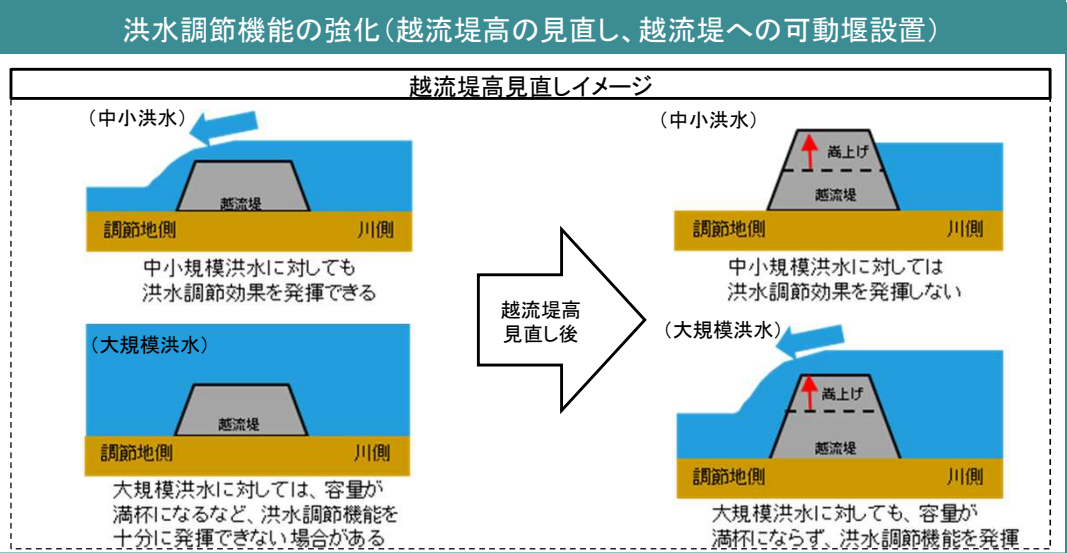 洪水調節機能の強化（越流堤高の見直し、越流堤への可動堰設置）
越流堤高見直しイメージ
（中小洪水）
越流堤
調節地側
川側
中小規模洪水に対しても
洪水調節効果を発揮できる
（大規模洪水）
越流堤
調節地側
川側
大規模洪水に対しては、容量が
満杯になるなど、洪水調節機能を
十分に発揮できない場合がある
越流堤高
見直し後
（中小洪水）
嵩上げ
越流堤
調節地側
川側
中小規模洪水に対しては
洪水調節効果を発揮しない
（大規模洪水）
嵩上げ
越流堤
調節地側
川側
大規模洪水に対しても、容量が
満杯にならず、洪水調節機能を発揮